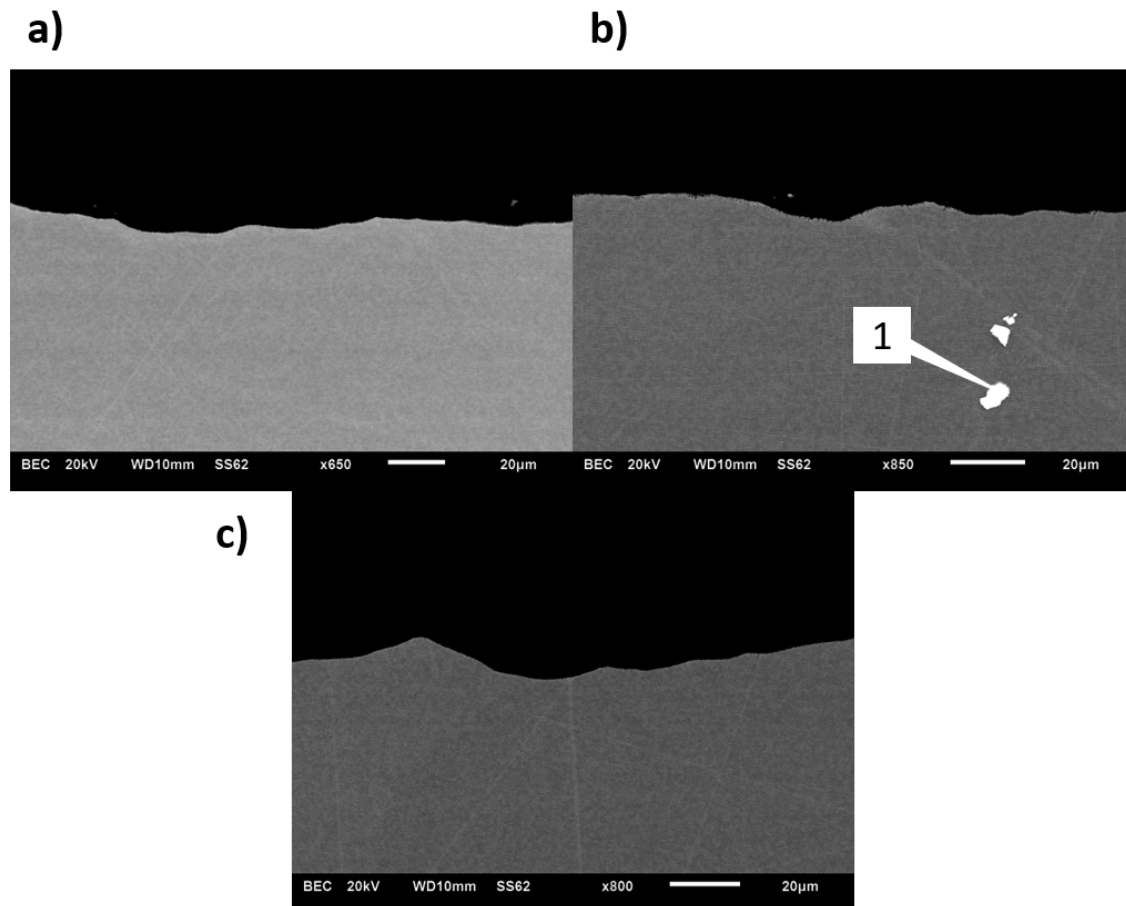 a)
b)
1
BEC 20kV WD10mm SS62 x650 20µm
BEC 20kV WD10mm SS62 x850 20µm
c)
BEC 20kV WD10mm SS62 x800 20µm